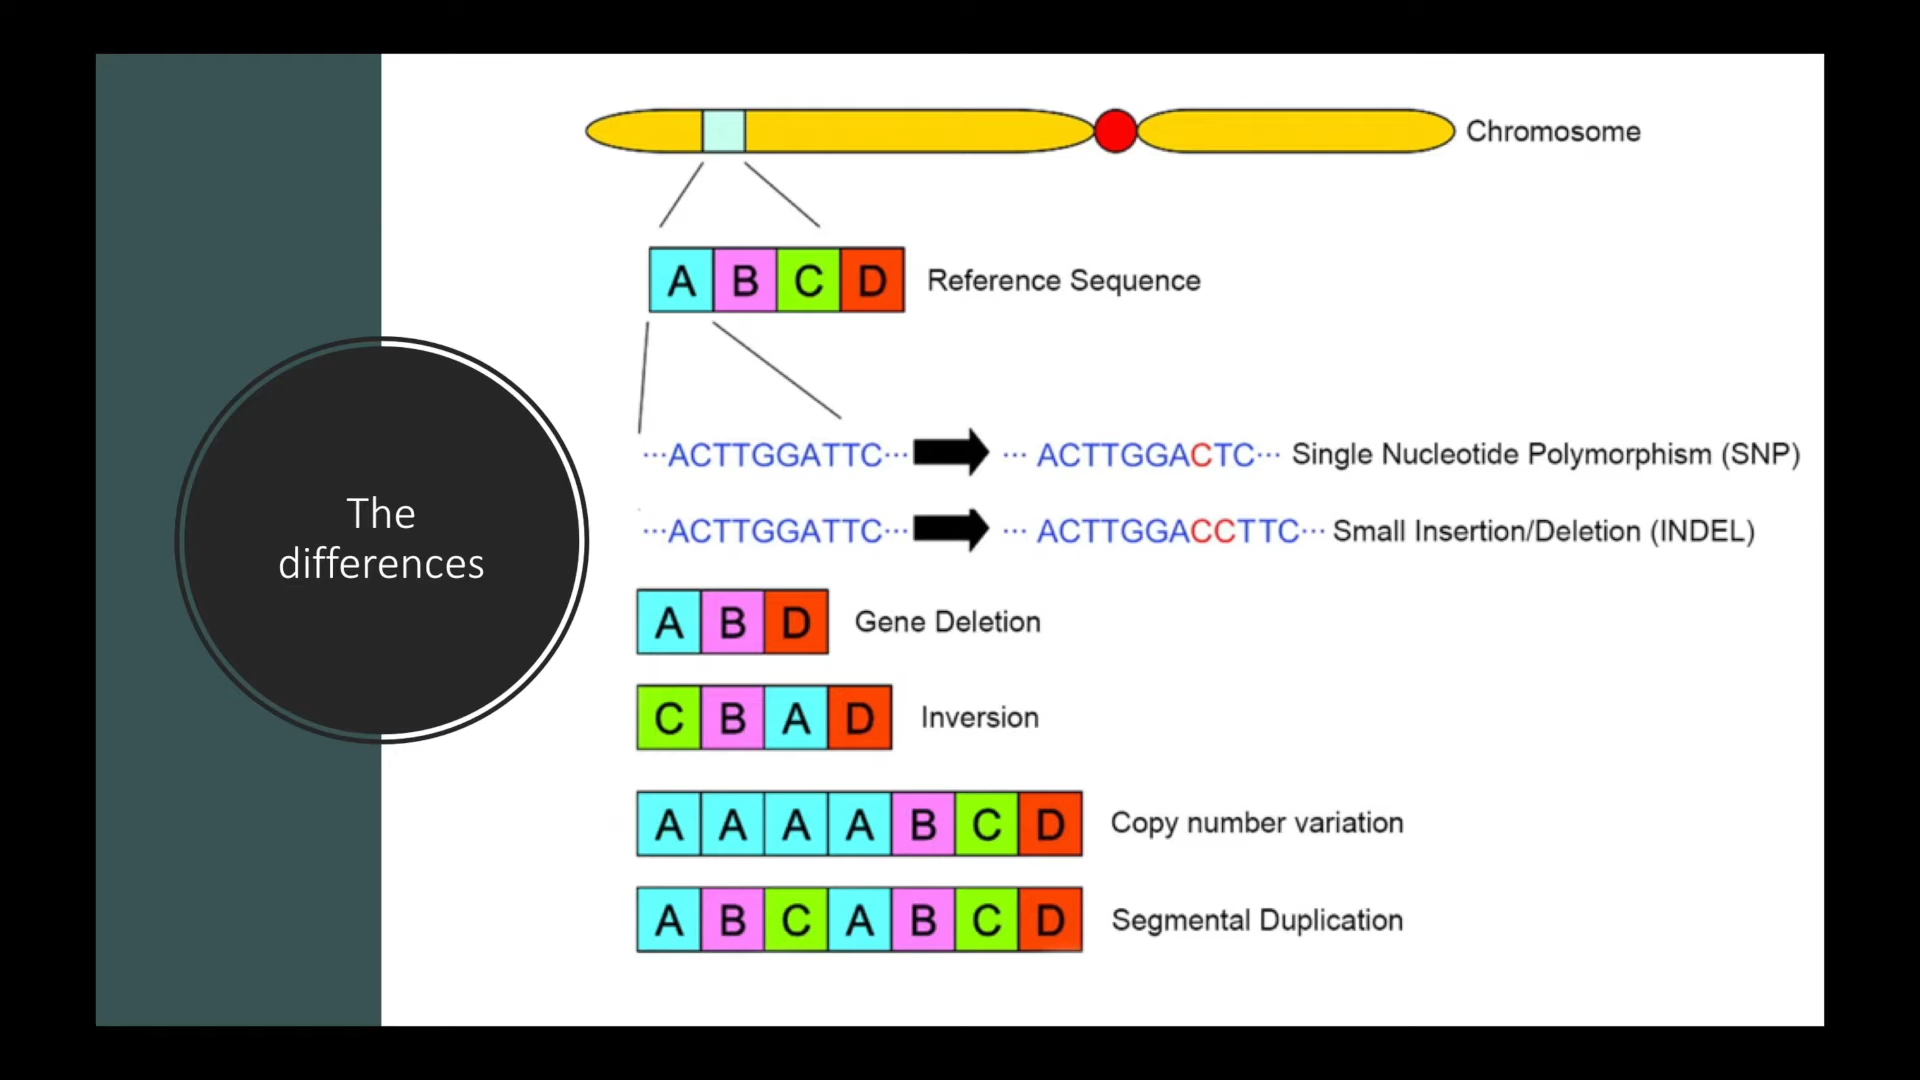 The
differences
Chromosome
A B C D Reference Sequence
···ACTTGGATTC··· ··· ACTTGGACTC··· Single Nucleotide Polymorphism (SNP)
···ACTTGGATTC··· ··· ACTTGGACCTTC··· Small Insertion/Deletion (INDEL)
A B D Gene Deletion
C B A D Inversion
A A A A B C D Copy number variation
A B C A B C D Segmental Duplication